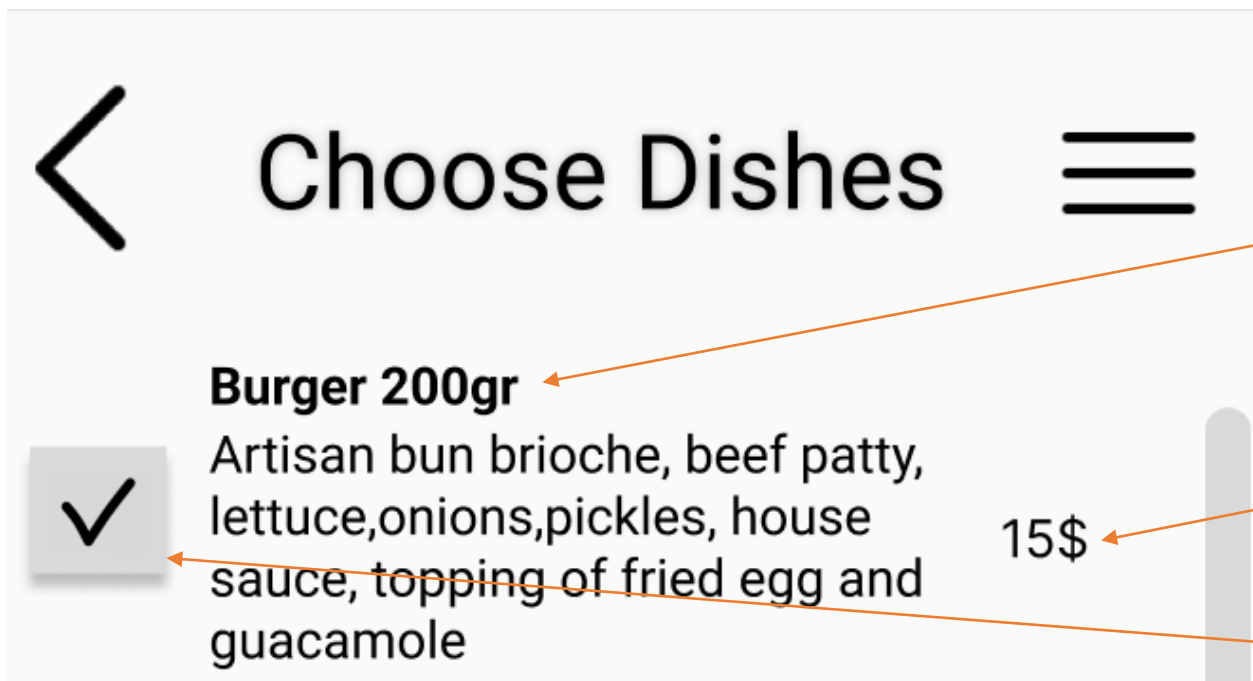 Choose Dishes
Burger 200gr
Artisan bun brioche, beef patty,
lettuce,onions,pickles, house
sauce, topping of fried egg and
guacamole
15$